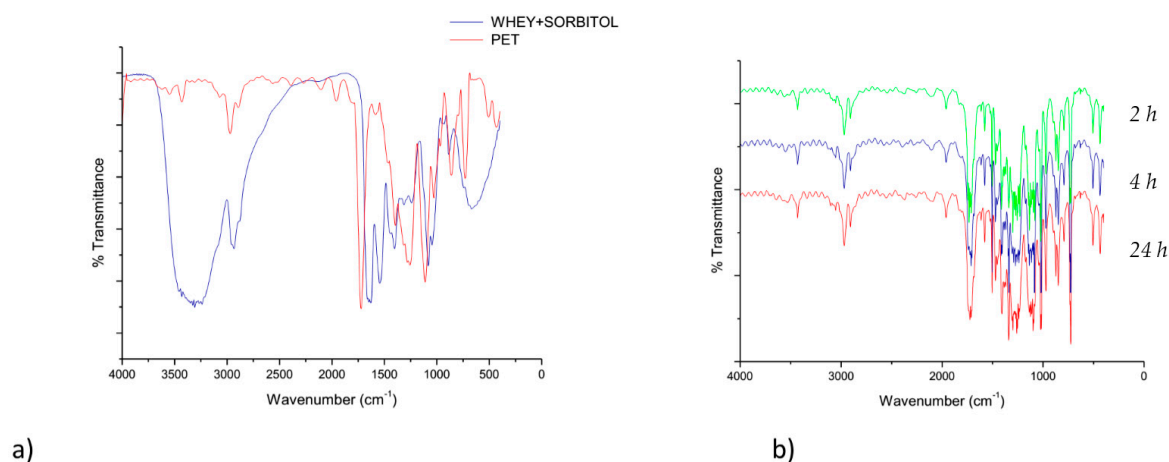 WHEY+SORBITOL
PET
% Transmittance
4000 3500 3000 2500 2000 1500 1000 500 0
Wavenumber (cm⁻¹)
a)
2 h
4 h
24 h
% Transmittance
4000 3000 2000 1000 0
Wavenumber (cm⁻¹)
b)